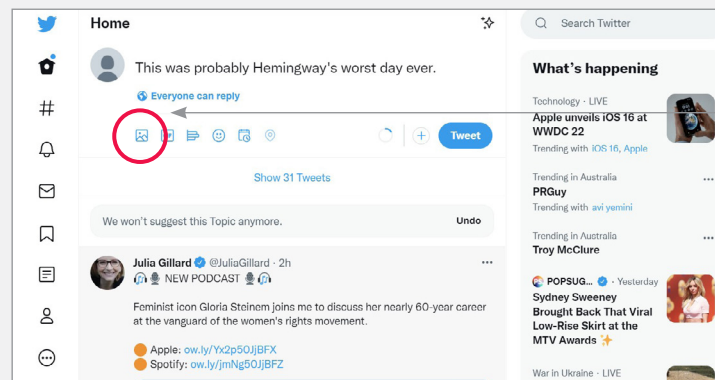 Home
Search Twitter
This was probably Hemingway's worst day ever.
Everyone can reply
GIF
Tweet
Show 31 Tweets
We won't suggest this Topic anymore.
Undo
Julia Gillard @JuliaGillard · 2h
NEW PODCAST
Feminist icon Gloria Steinem joins me to discuss her nearly 60-year career
at the vanguard of the women's rights movement.
Apple: ow.ly/Yx2p50JjBFX
Spotify: ow.ly/jmNg50JjBFZ
What's happening
Technology · LIVE
Apple unveils iOS 16 at
WWDC 22
Trending with iOS 16, Apple
Trending in Australia
PRGuy
Trending with avi yemini
Trending in Australia
Troy McClure
POPSUG... · Yesterday
Sydney Sweeney
Brought Back That Viral
Low-Rise Skirt at the
MTV Awards
War in Ukraine · LIVE